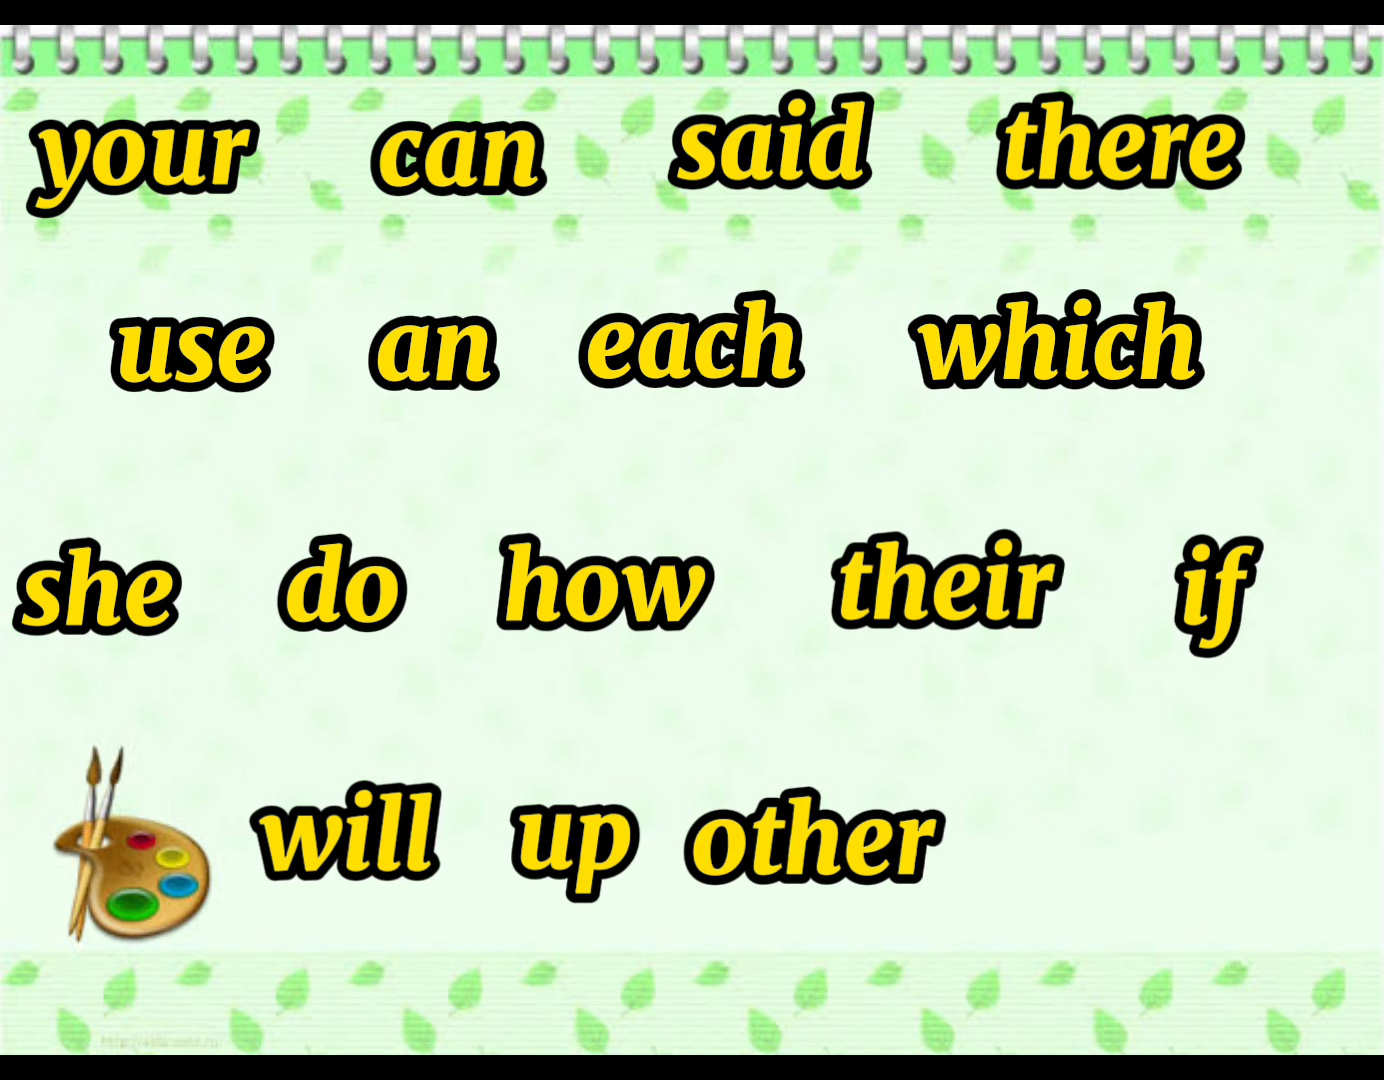 your can said there
use an each which
she do how their if
will up other